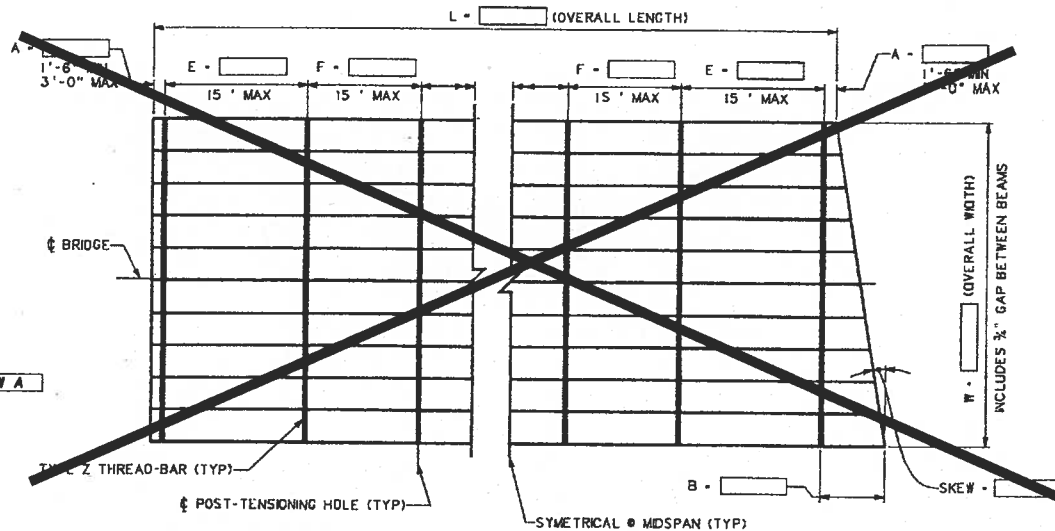 L = (OVERALL LENGTH)
A =
1'-6" MIN
3'-0" MAX
E =
F =
15 ' MAX
15 ' MAX
F =
E =
15 ' MAX
15 ' MAX
A =
MIN
MAX
℄ BRIDGE
W = (OVERALL WIDTH)
INCLUDES ¾" GAP BETWEEN BEAMS
A
Z THREAD-BAR (TYP)
℄ POST-TENSIONING HOLE (TYP)
SYMETRICAL @ MIDSPAN (TYP)
B =
SKEW =